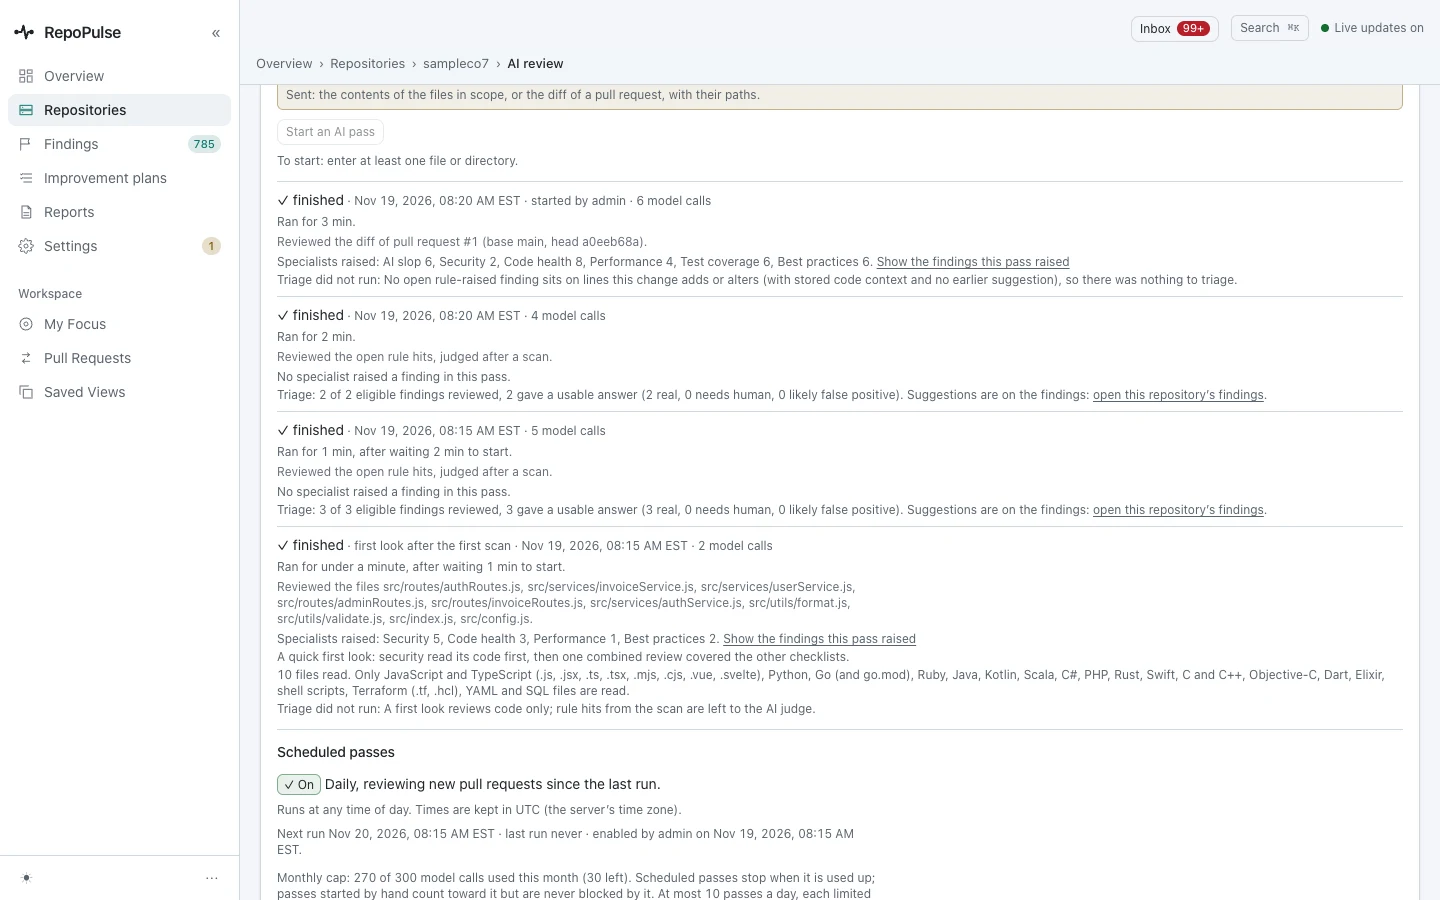 RepoPulse
«
Overview
Repositories
Findings
785
Improvement plans
Reports
Settings
1
Workspace
My Focus
Pull Requests
Saved Views
...
Inbox 99+
Search ⌘K
Live updates on
Overview › Repositories › sampleco7 › AI review
Sent: the contents of the files in scope, or the diff of a pull request, with their paths.
Start an AI pass
To start: enter at least one file or directory.
✓ finished · Nov 19, 2026, 08:20 AM EST · started by admin · 6 model calls
Ran for 3 min.
Reviewed the diff of pull request #1 (base main, head a0eeb68a).
Specialists raised: AI slop 6, Security 2, Code health 8, Performance 4, Test coverage 6, Best practices 6. Show the findings this pass raised
Triage did not run: No open rule-raised finding sits on lines this change adds or alters (with stored code context and no earlier suggestion), so there was nothing to triage.
✓ finished · Nov 19, 2026, 08:20 AM EST · 4 model calls
Ran for 2 min.
Reviewed the open rule hits, judged after a scan.
No specialist raised a finding in this pass.
Triage: 2 of 2 eligible findings reviewed, 2 gave a usable answer (2 real, 0 needs human, 0 likely false positive). Suggestions are on the findings: open this repository's findings.
✓ finished · Nov 19, 2026, 08:15 AM EST · 5 model calls
Ran for 1 min, after waiting 2 min to start.
Reviewed the open rule hits, judged after a scan.
No specialist raised a finding in this pass.
Triage: 3 of 3 eligible findings reviewed, 3 gave a usable answer (3 real, 0 needs human, 0 likely false positive). Suggestions are on the findings: open this repository's findings.
✓ finished · first look after the first scan · Nov 19, 2026, 08:15 AM EST · 2 model calls
Ran for under a minute, after waiting 1 min to start.
Reviewed the files src/routes/authRoutes.js, src/services/invoiceService.js, src/services/userService.js,
src/routes/adminRoutes.js, src/routes/invoiceRoutes.js, src/services/authService.js, src/utils/format.js,
src/utils/validate.js, src/index.js, src/config.js.
Specialists raised: Security 5, Code health 3, Performance 1, Best practices 2. Show the findings this pass raised
A quick first look: security read its code first, then one combined review covered the other checklists.
10 files read. Only JavaScript and TypeScript (.js, .jsx, .ts, .tsx, .mjs, .cjs, .vue, .svelte), Python, Go (and go.mod), Ruby, Java, Kotlin, Scala, C#, PHP, Rust, Swift, C and C++, Objective-C, Dart, Elixir,
shell scripts, Terraform (.tf, .hcl), YAML and SQL files are read.
Triage did not run: A first look reviews code only; rule hits from the scan are left to the AI judge.
Scheduled passes
✓ On Daily, reviewing new pull requests since the last run.
Runs at any time of day. Times are kept in UTC (the server's time zone).
Next run Nov 20, 2026, 08:15 AM EST · last run never · enabled by admin on Nov 19, 2026, 08:15 AM
EST.
Monthly cap: 270 of 300 model calls used this month (30 left). Scheduled passes stop when it is used up;
passes started by hand count toward it but are never blocked by it. At most 10 passes a day, each limited